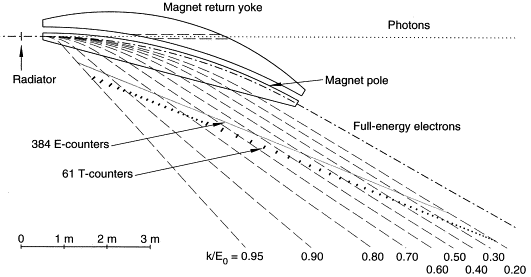 Magnet return yoke
Photons
Radiator
Magnet pole
Full-energy electrons
384 E-counters
61 T-counters
0 1 m 2 m 3 m
k/E0 = 0.95 0.90 0.80 0.70 0.60 0.50 0.40 0.30 0.20